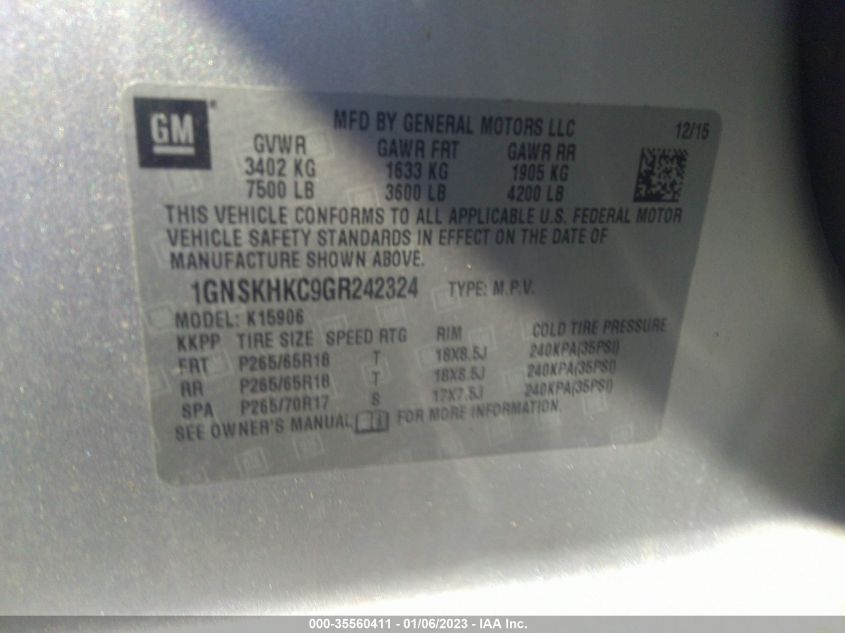 GM MFD BY GENERAL MOTORS LLC 12/15
GVWR GAWR FRT GAWR RR
3402 KG 1633 KG 1905 KG
7500 LB 3600 LB 4200 LB
THIS VEHICLE CONFORMS TO ALL APPLICABLE U.S. FEDERAL MOTOR
VEHICLE SAFETY STANDARDS IN EFFECT ON THE DATE OF
MANUFACTURE SHOWN ABOVE.
1GNSKHKC9GR242324 TYPE: M.P.V.
MODEL: K15906
KKPP TIRE SIZE SPEED RTG RIM COLD TIRE PRESSURE
FRT P265/65R18 T 18X8.5J 240KPA(35PSI)
RR P265/65R18 T 18X8.5J 240KPA(35PSI)
SPA P265/70R17 S 17X7.5J 240KPA(35PSI)
SEE OWNER'S MANUAL FOR MORE INFORMATION.
000-35560411 - 01/06/2023 - IAA Inc.